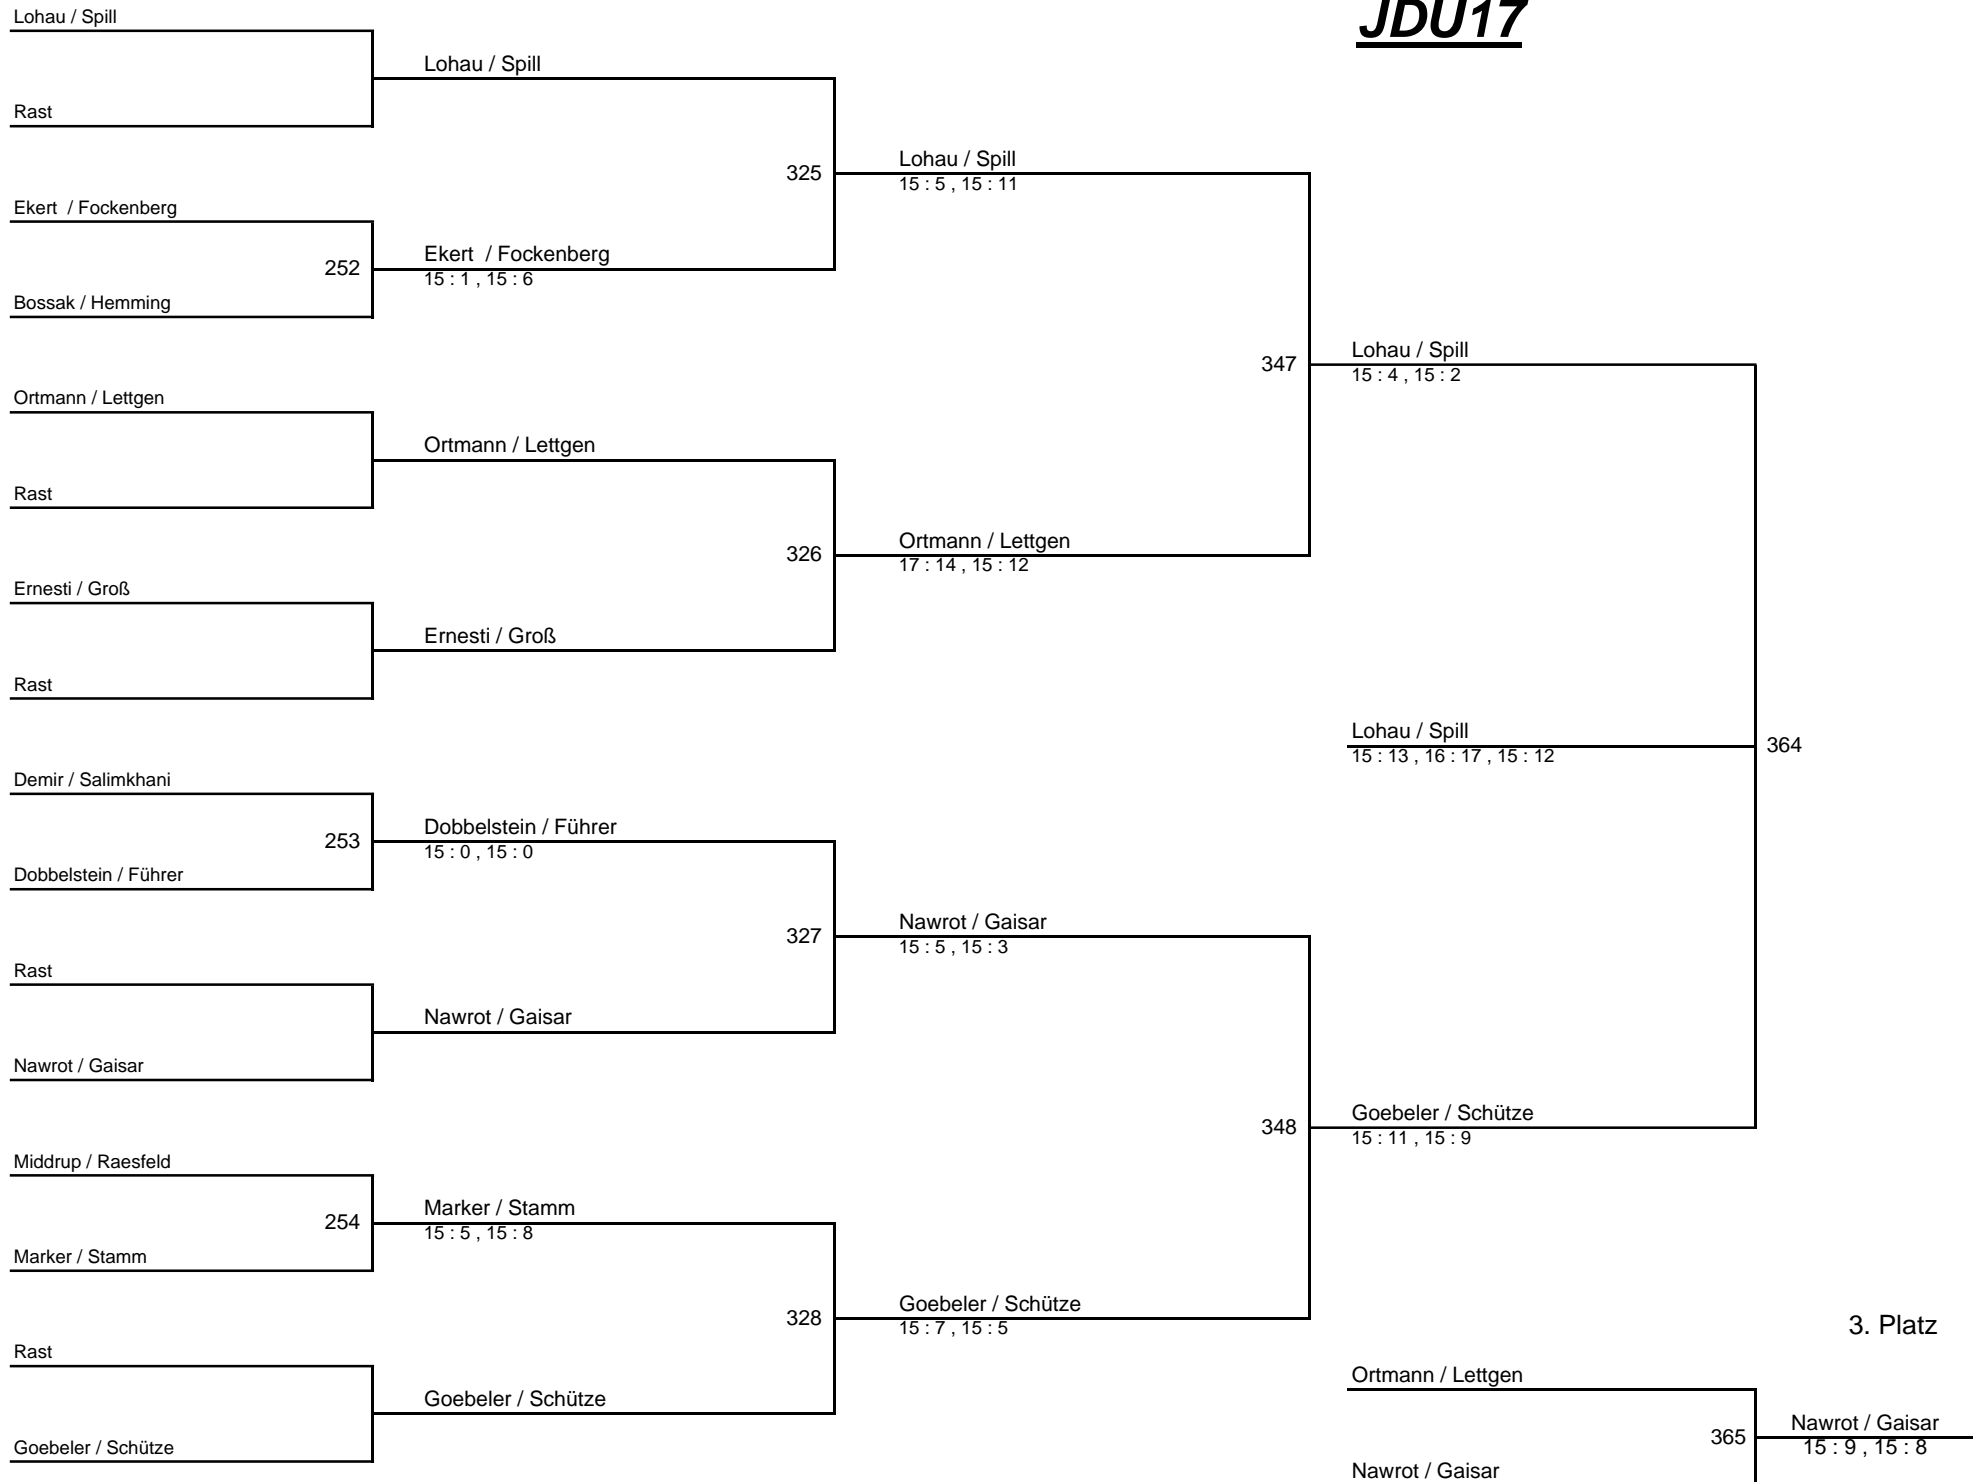 JDU17
Lohau / Spill
Lohau / Spill
Rast
Lohau / Spill
325
15 : 5 , 15 : 11
Ekert / Fockenberg
Ekert / Fockenberg
252
15 : 1 , 15 : 6
Bossak / Hemming
Lohau / Spill
347
15 : 4 , 15 : 2
Ortmann / Lettgen
Ortmann / Lettgen
Rast
Ortmann / Lettgen
326
17 : 14 , 15 : 12
Ernesti / Groß
Ernesti / Groß
Rast
Lohau / Spill
364
15 : 13 , 16 : 17 , 15 : 12
Demir / Salimkhani
Dobbelstein / Führer
253
15 : 0 , 15 : 0
Dobbelstein / Führer
Nawrot / Gaisar
327
15 : 5 , 15 : 3
Rast
Nawrot / Gaisar
Nawrot / Gaisar
Goebeler / Schütze
348
15 : 11 , 15 : 9
Middrup / Raesfeld
Marker / Stamm
254
15 : 5 , 15 : 8
Marker / Stamm
Goebeler / Schütze
328
15 : 7 , 15 : 5
3. Platz
Rast
Ortmann / Lettgen
Goebeler / Schütze
Nawrot / Gaisar
365
15 : 9 , 15 : 8
Goebeler / Schütze
Nawrot / Gaisar